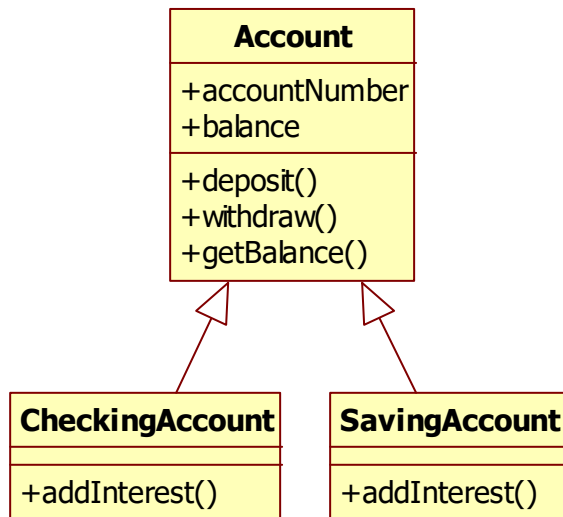 Account
+accountNumber
+balance
+deposit()
+withdraw()
+getBalance()
CheckingAccount
+addInterest()
SavingAccount
+addInterest()